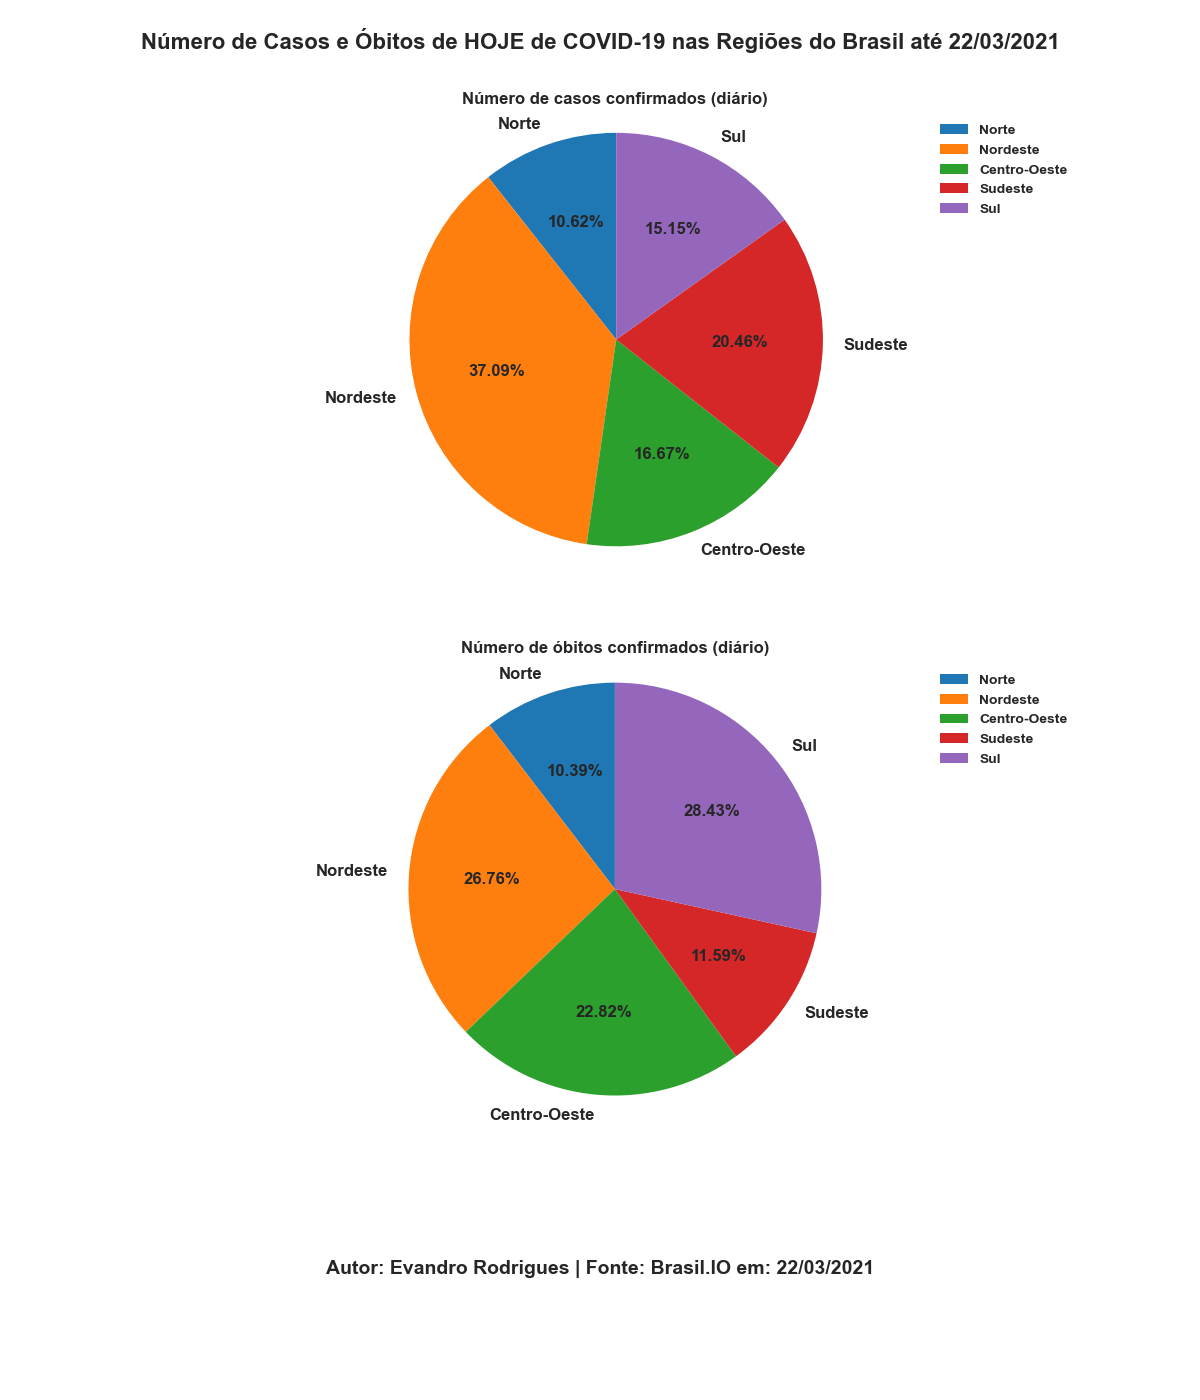 Número de Casos e Óbitos de HOJE de COVID-19 nas Regiões do Brasil até 22/03/2021
Número de casos confirmados (diário)
Norte
Sul
10.62%
15.15%
37.09%
20.46%
16.67%
Nordeste
Sudeste
Centro-Oeste
Norte
Nordeste
Centro-Oeste
Sudeste
Sul
Número de óbitos confirmados (diário)
Norte
Sul
10.39%
28.43%
26.76%
11.59%
22.82%
Nordeste
Sudeste
Centro-Oeste
Norte
Nordeste
Centro-Oeste
Sudeste
Sul
Autor: Evandro Rodrigues | Fonte: Brasil.IO em: 22/03/2021